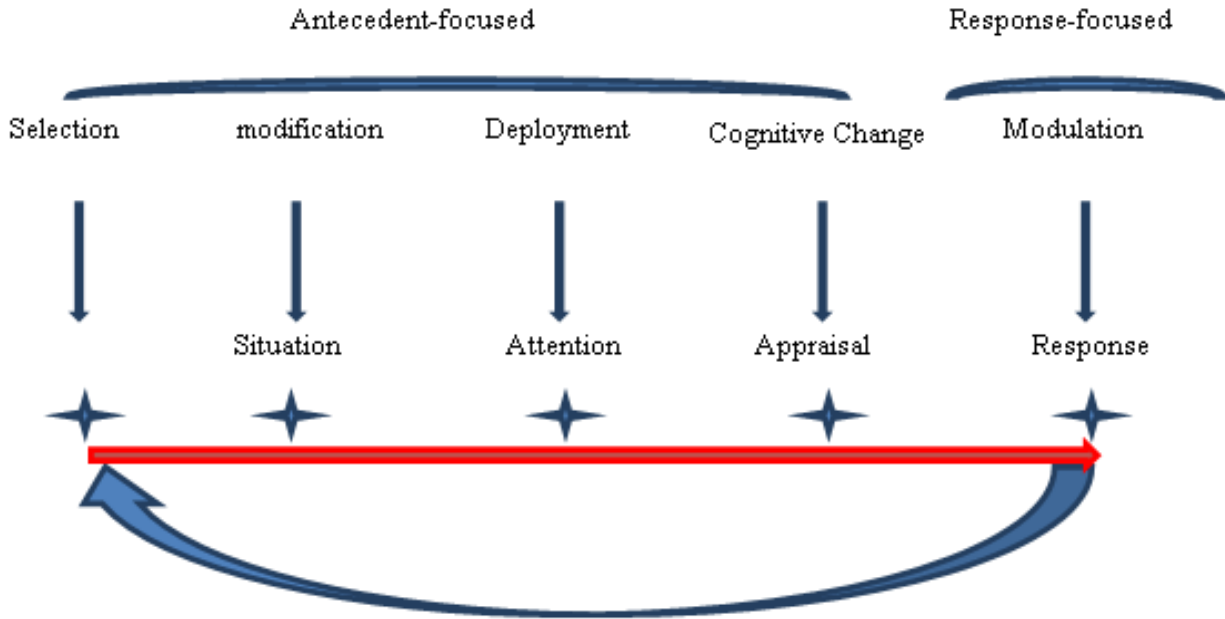 Antecedent-focused Response-focused
Selection modification Deployment Cognitive Change Modulation
Situation Attention Appraisal Response